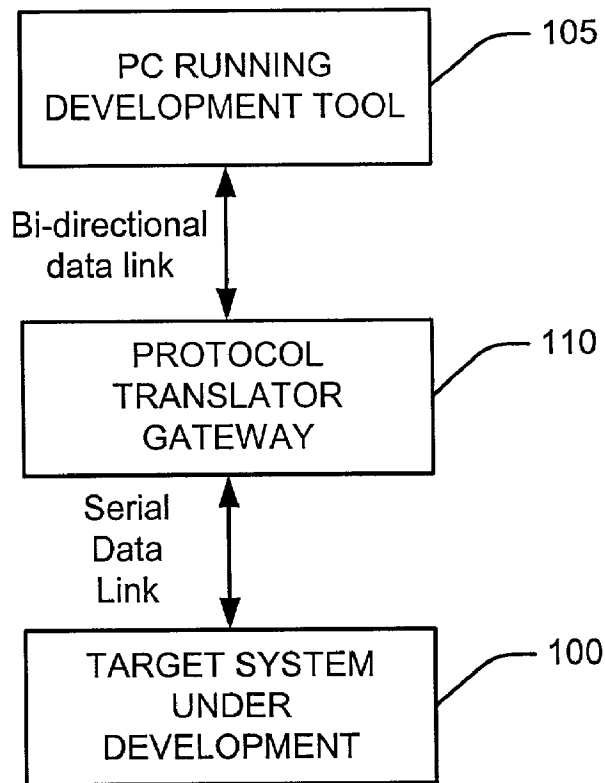 105
PC RUNNING
DEVELOPMENT TOOL
Bi-directional
data link
110
PROTOCOL
TRANSLATOR
GATEWAY
Serial
Data
Link
100
TARGET SYSTEM
UNDER
DEVELOPMENT